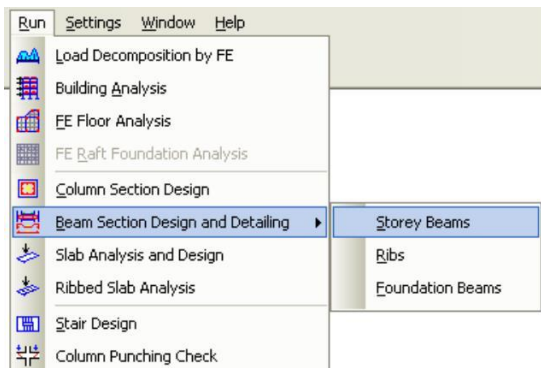 Run Settings Window Help
Load Decomposition by FE
Building Analysis
FE Floor Analysis
FE Raft Foundation Analysis
Column Section Design
Beam Section Design and Detailing
Storey Beams
Slab Analysis and Design
Ribs
Ribbed Slab Analysis
Foundation Beams
Stair Design
Column Punching Check